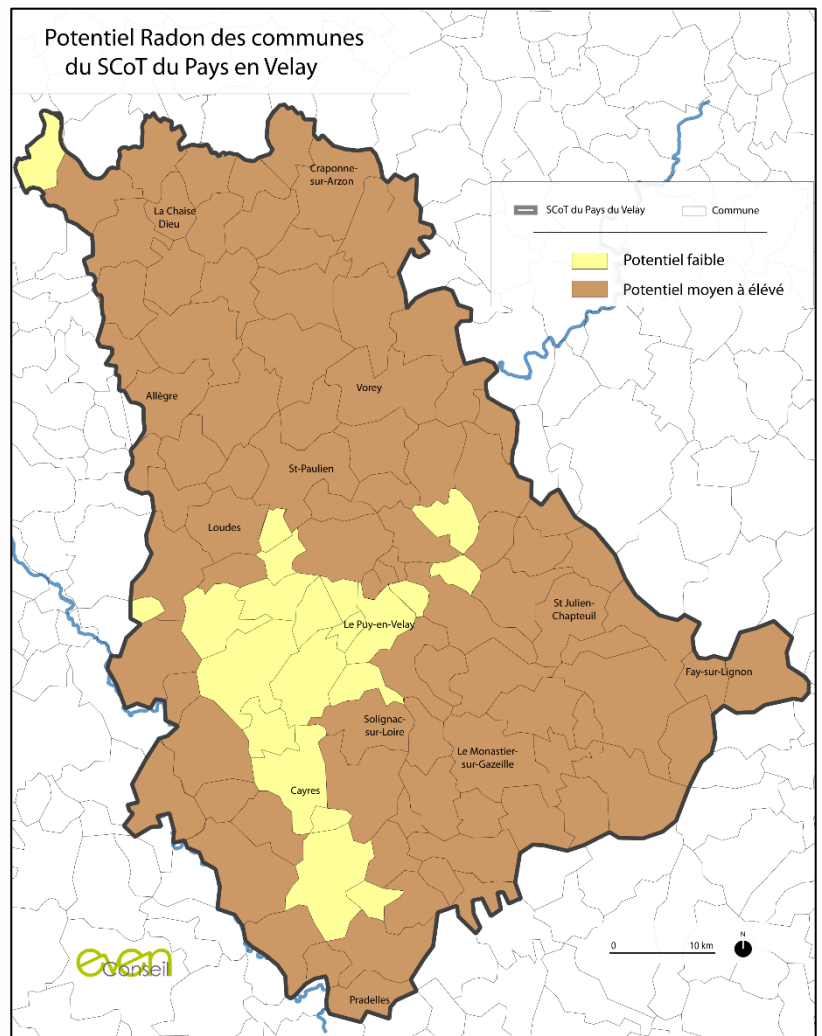 Potentiel Radon des communes
du SCoT du Pays en Velay
Craponne-
sur-Arzon
La Chaise
Dieu
SCoT du Pays du Velay
Commune
Potentiel faible
Potentiel moyen à élévé
Allègre
Vorey
St-Paulien
Loudes
St Julien-
Chapteuil
Le Puy-en-Velay
Fay-sur-Lignon
Solignac-
sur-Loire
Le Monastier-
sur-Gazeille
Cayres
even
Conseil
0 10 km
N
Pradelles